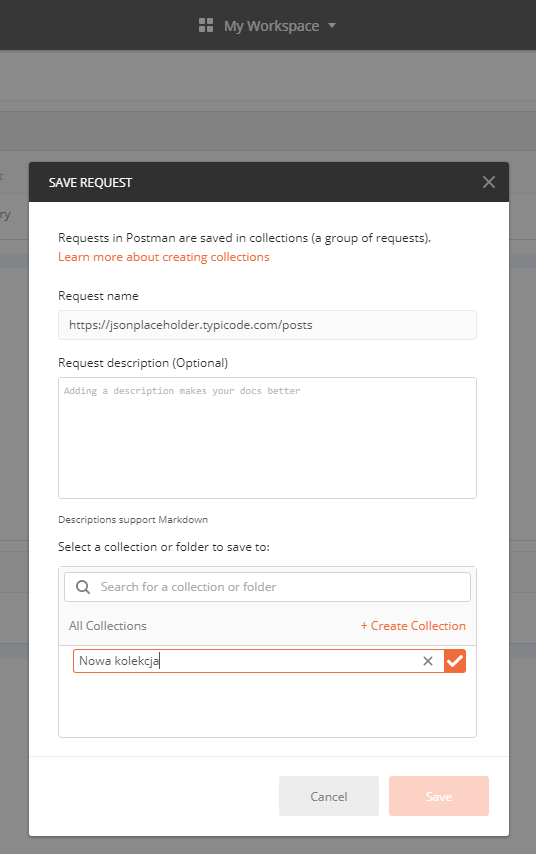 My Workspace
t
ry
SAVE REQUEST
Requests in Postman are saved in collections (a group of requests).
Learn more about creating collections
Request name
https://jsonplaceholder.typicode.com/posts
Request description (Optional)
Adding a description makes your docs better
Descriptions support Markdown
Select a collection or folder to save to:
Search for a collection or folder
All Collections + Create Collection
Nowa kolekcja
Cancel Save